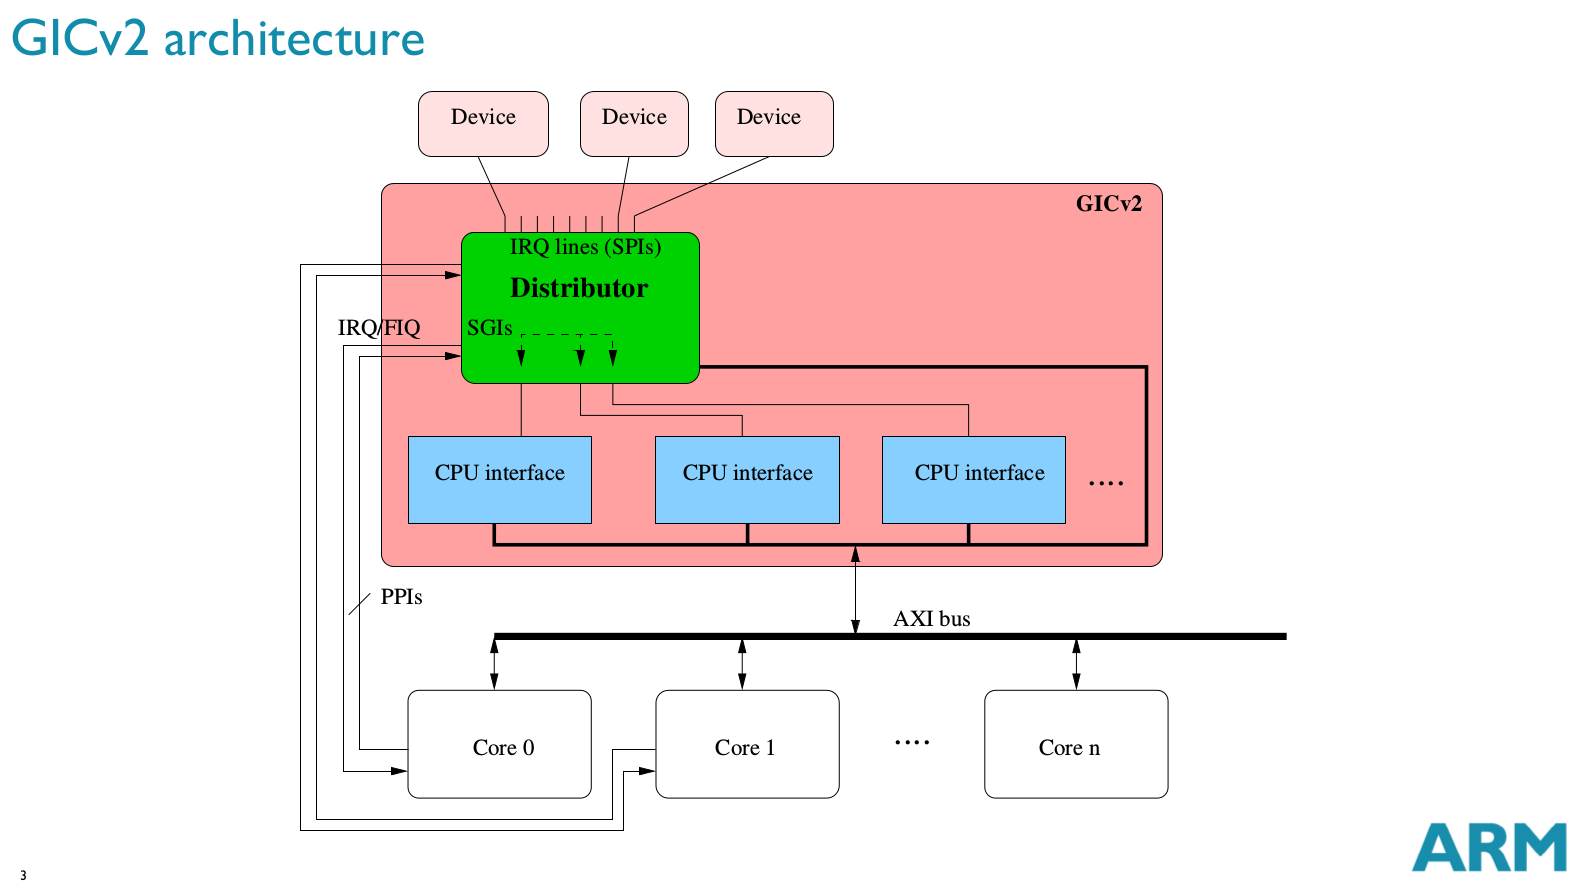 GICv2 architecture
Device
Device
Device
GICv2
IRQ lines (SPIs)
Distributor
IRQ/FIQ
SGIs
CPU interface
CPU interface
CPU interface
....
PPIs
AXI bus
Core 0
Core 1
....
Core n
ARM
3